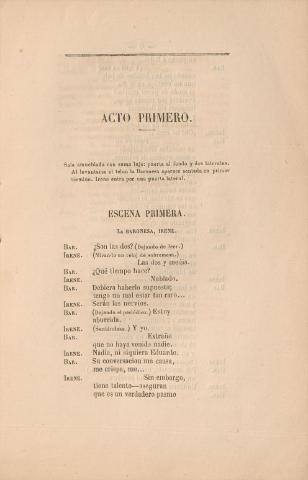 ACTO PRIMERO.
Sala amueblada con sumo lujo: puerta al fondo y dos laterales.
Al levantarse el telon la Baronesa aparece sentada en primer
término. Irene entra por una puerta lateral.
ESCENA PRIMERA.
LA BARONESA, IRENE.
BAR. ¿Son las dos? (Dejando de leer.)
IRENE. (Mirando un reloj de sobremesa.)
Las dos y media.
BAR. ¿Qué tiempo hace?
IRENE. Nublado.
BAR. Debiera haberlo supuesto;
tengo un mal estar tan raro...
IRENE. Serán los nervios.
BAR. (Dejando el periódico.) Estoy
aburrida.
IRENE. (Sentándose.) Y yo.
BAR. Extraño
que no haya venido nadie.
IRENE. Nadie, ni siquiera Eduardo.
BAR. Su conversacion me cansa,
me crispa, me...
IRENE. Sin embargo,
tiene talento—aseguran
que es un verdadero pasmo